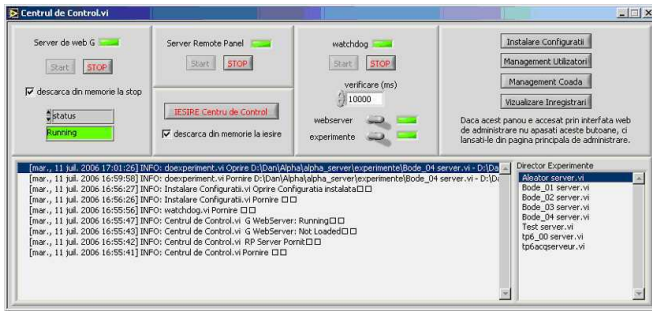 Centrul de Control.vi
Server de web G
Start STOP
descarca din memorie la stop
status
Running
Server Remote Panel
Start STOP
IESIRE Centru de Control
descarca din memorie la iesire
watchdog
Start STOP
verificare (ms)
10000
webserver
experimente
Instalare Configuratii
Management Utilizatori
Management Coada
Vizualizare Inregistrari
Daca acest panou e accesat prin interfata web
de administrare nu apasati aceste butoane, ci
lansati-le din pagina principala de administrare.
[mar., 11 juil. 2006 17:01:26] INFO: doexperiment.vi Oprire D:\Dan\Alpha\alpha_server\experimente\Bode_04 server.vi - D:\Da
[mar., 11 juil. 2006 16:59:58] INFO: doexperiment.vi Pornire D:\Dan\Alpha\alpha_server\experimente\Bode_04 server.vi - D:\D
[mar., 11 juil. 2006 16:56:27] INFO: Instalare Configuratii.vi Oprire Configuratia instalata
[mar., 11 juil. 2006 16:56:26] INFO: Instalare Configuratii.vi Pornire
[mar., 11 juil. 2006 16:55:56] INFO: watchdog.vi Pornire
[mar., 11 juil. 2006 16:55:47] INFO: Centrul de Control.vi G WebServer: Running
[mar., 11 juil. 2006 16:55:43] INFO: Centrul de Control.vi G WebServer: Not Loaded
[mar., 11 juil. 2006 16:55:42] INFO: Centrul de Control.vi RP Server Pornit
[mar., 11 juil. 2006 16:55:41] INFO: Centrul de Control.vi Pornire
Director Experimente
Aleator server.vi
Bode_01 server.vi
Bode_02 server.vi
Bode_03 server.vi
Bode_04 server.vi
Test server.vi
tp6_00 server.vi
tp6acqserveur.vi